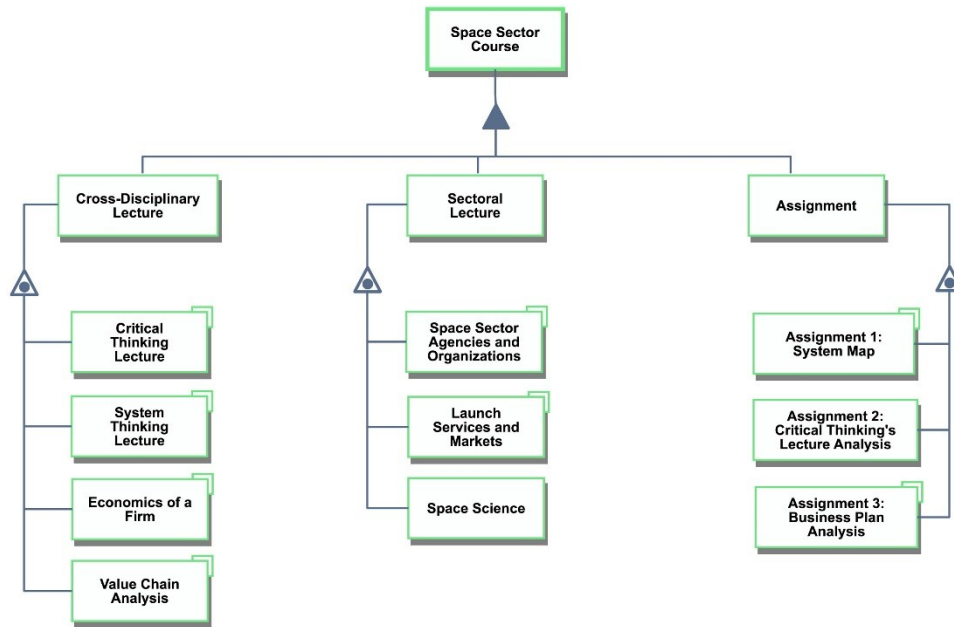 Space Sector
Course
Cross-Disciplinary
Lecture
Sectoral
Lecture
Assignment
Critical
Thinking
Lecture
System
Thinking
Lecture
Economics of a
Firm
Value Chain
Analysis
Space Sector
Agencies and
Organizations
Launch
Services and
Markets
Space Science
Assignment 1:
System Map
Assignment 2:
Critical Thinking's
Lecture Analysis
Assignment 3:
Business Plan
Analysis